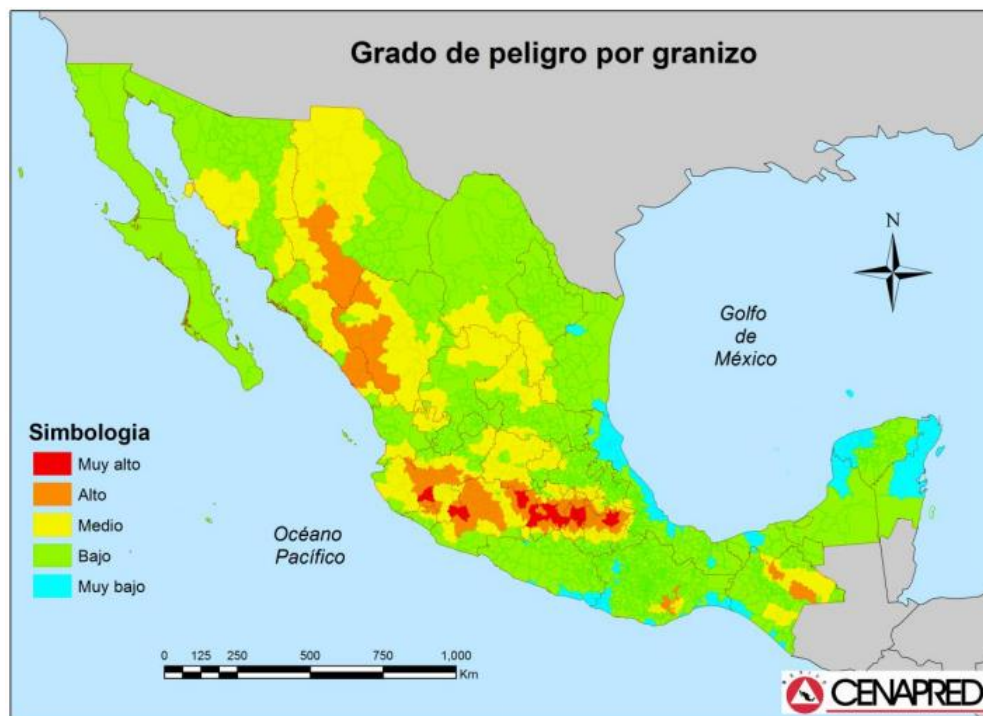 Grado de peligro por granizo
N
Golfo
de
México
Simbologia
Muy alto
Alto
Medio
Bajo
Muy bajo
Océano
Pacífico
0 125 250 500 750 1,000
Km
MÉXICO
CENAPRED